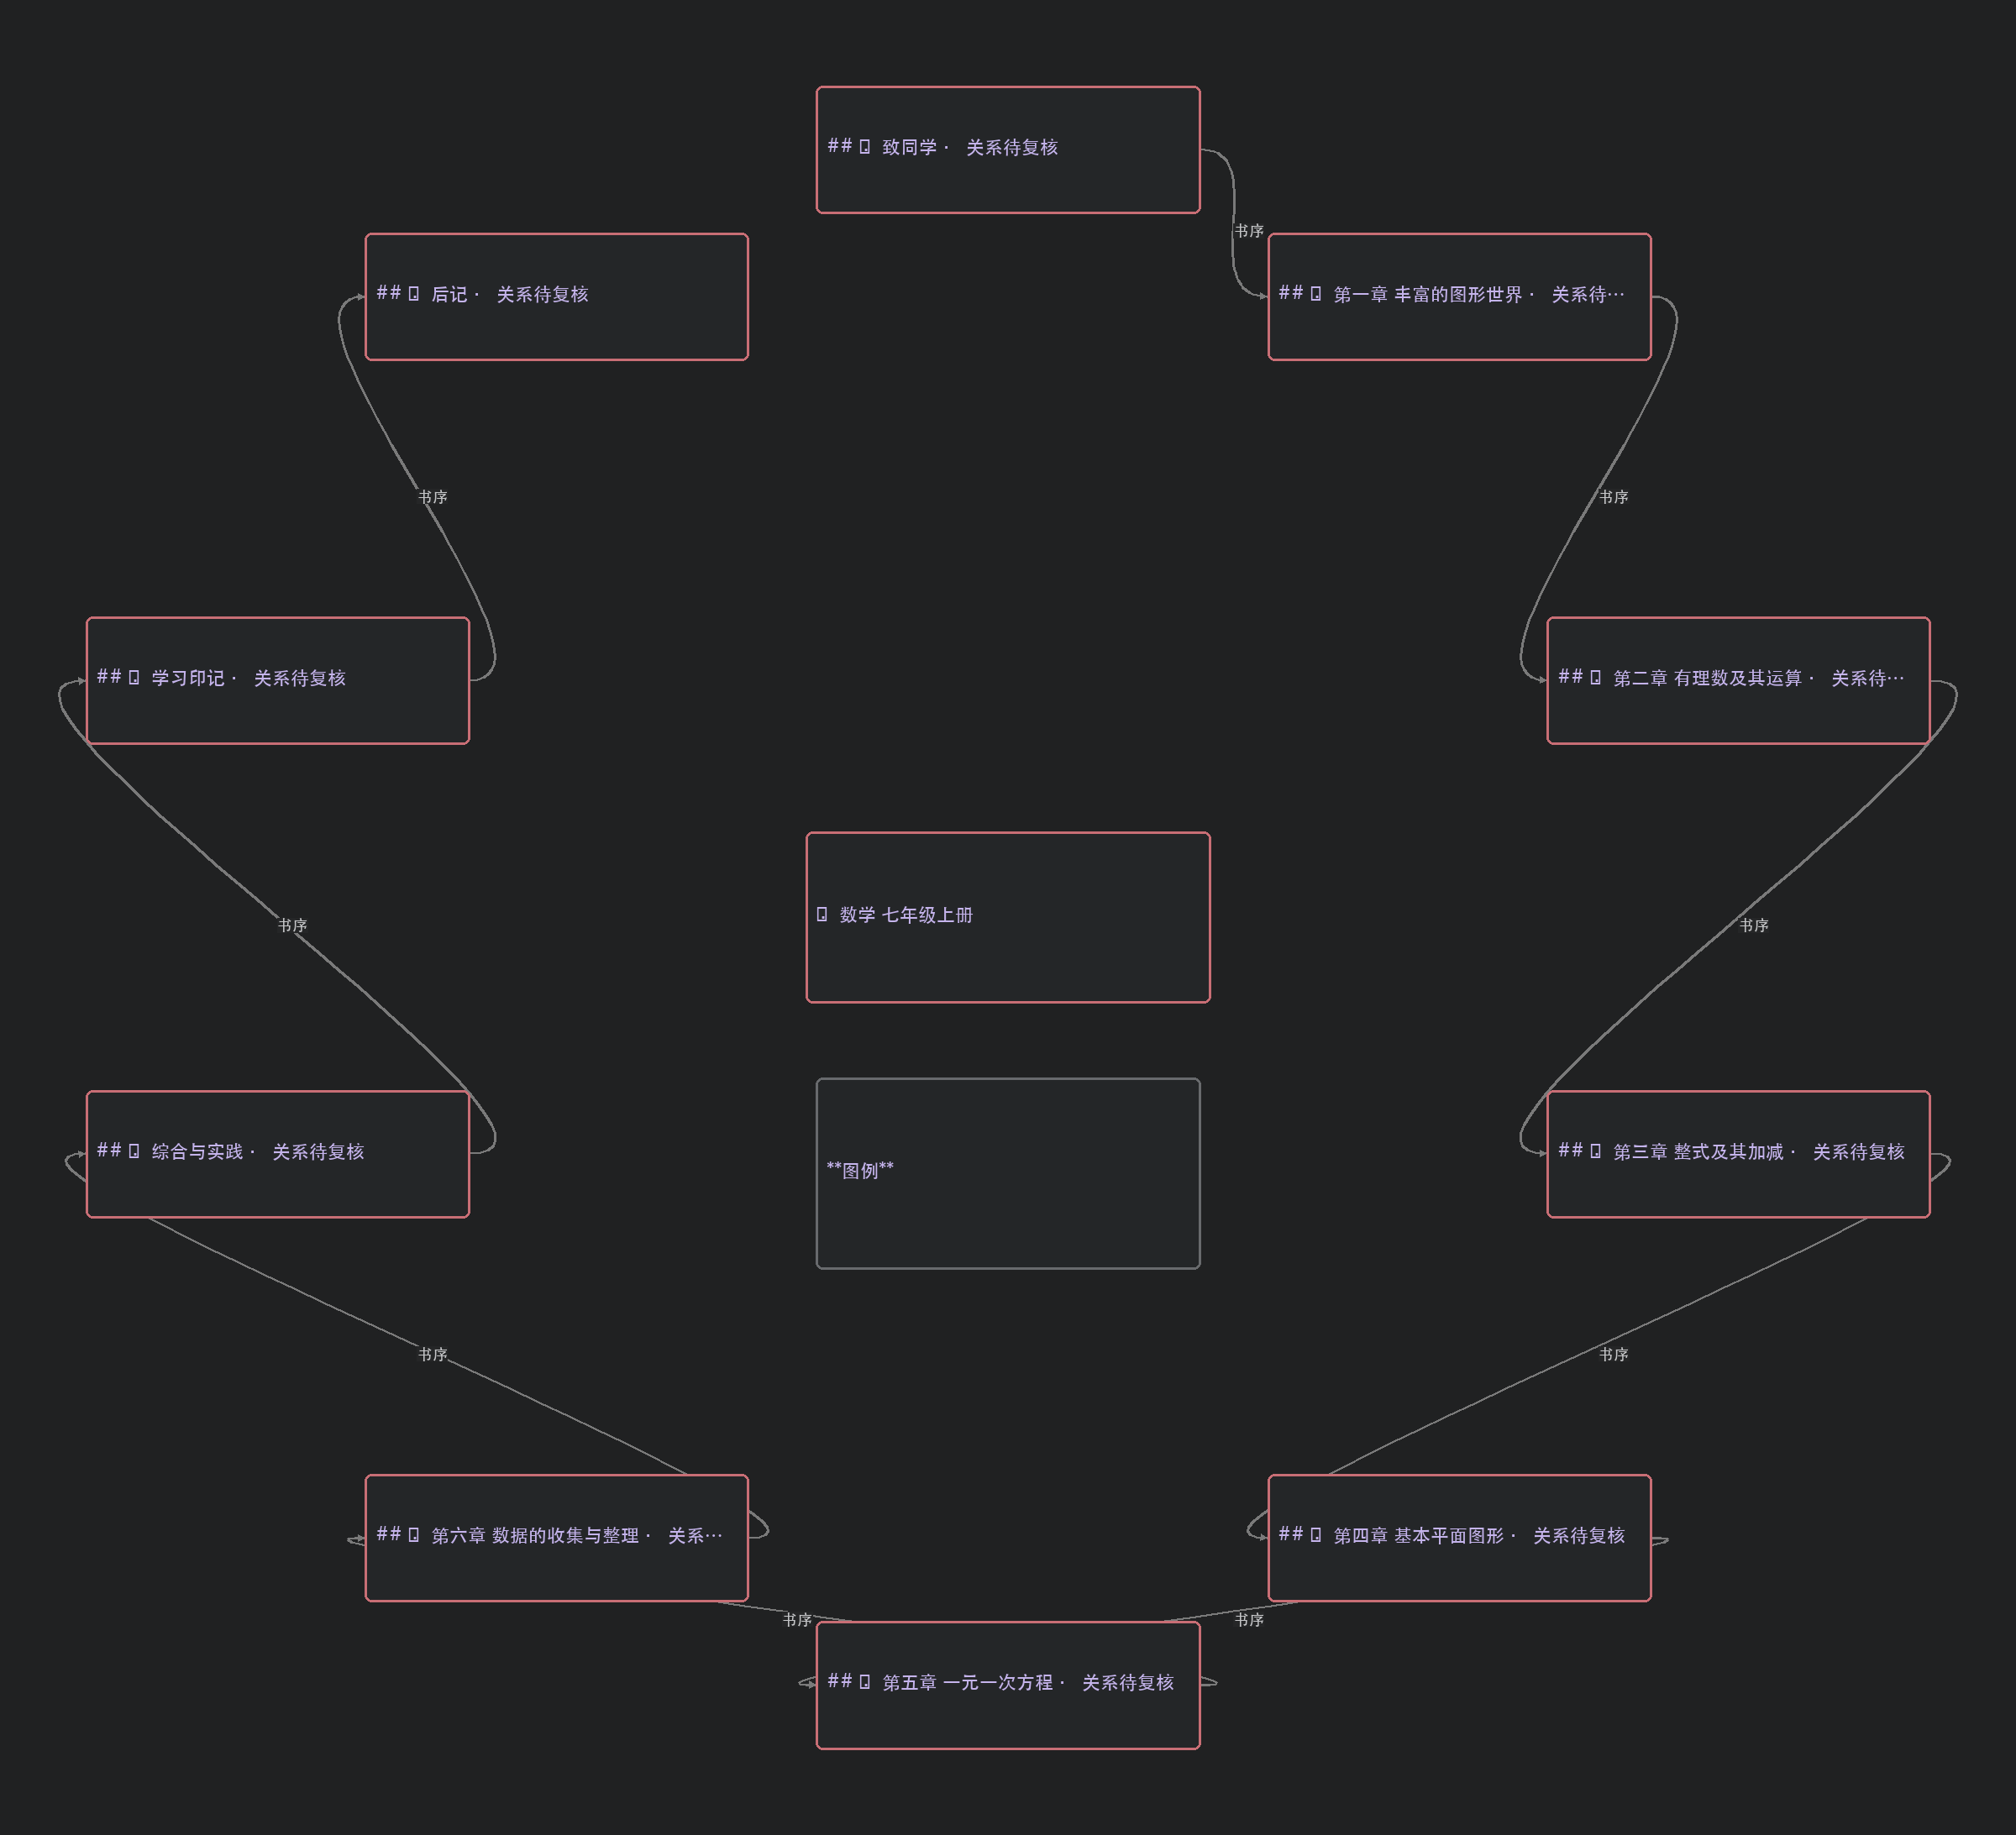 ## 致同学 · 关系待复核
## 后记 · 关系待复核
书序
## 第一章 丰富的图形世界 · 关系待…
书序
书序
## 学习印记 · 关系待复核
## 第二章 有理数及其运算 · 关系待…
数学 七年级上册
书序
书序
## 综合与实践 · 关系待复核
**图例**
## 第三章 整式及其加减 · 关系待复核
书序
书序
## 第六章 数据的收集与整理 · 关系…
## 第四章 基本平面图形 · 关系待复核
书序
书序
## 第五章 一元一次方程 · 关系待复核